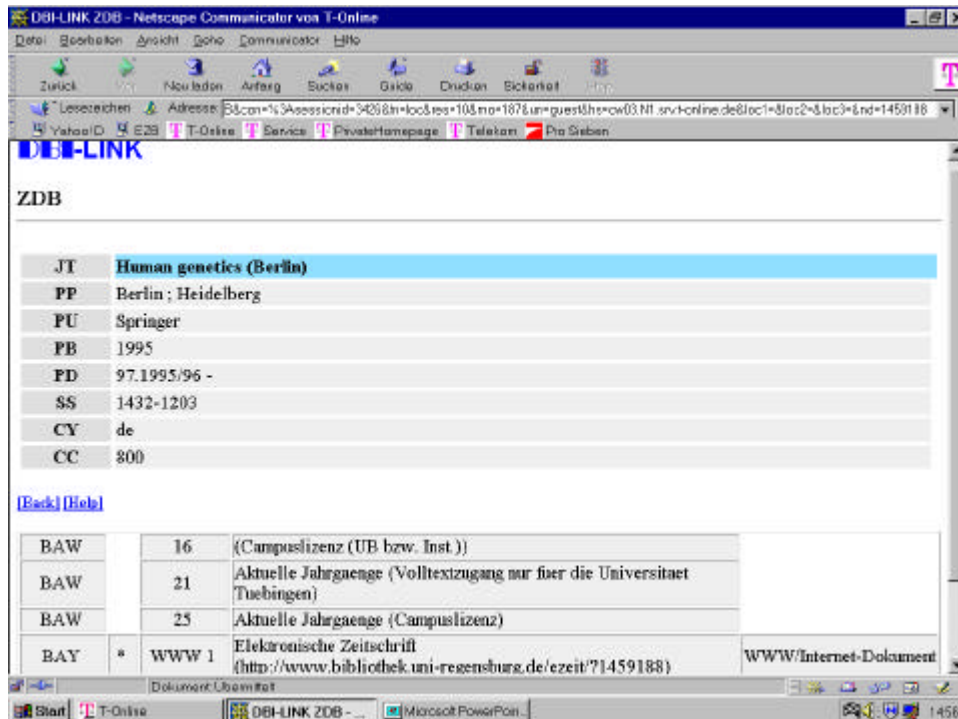 DBI-LINK ZDB - Netscape Communicator von T-Online
Datei Bearbeiten Ansicht Gehe Communicator Hilfe
Zurück Neu laden Anfang Suchen Guide Drucken Sicherheit
Lesezeichen Adresse:
Yahoo!D EZB T-Online Service PrivateHomepage Telekom Pro Sieben
DBI-LINK
ZDB
JT Human genetics (Berlin)
PP Berlin ; Heidelberg
PU Springer
PB 1995
PD 97.1995/96 -
SS 1432-1203
CY de
CC 800
[Back] [Help]
BAW 16 (Campuslizenz (UB bzw. Inst.))
BAW 21 Aktuelle Jahrgaenge (Volltextzugang nur fuer die Universitaet
Tuebingen)
BAW 25 Aktuelle Jahrgaenge (Campuslizenz)
BAY * WWW 1 Elektronische Zeitschrift
(http://www.bibliothek.uni-regensburg.de/ezeit/?1459188) WWW/Internet-Dokument
Dokument: Übermittelt
Start T-Online DBI-LINK ZDB - ... Microsoft PowerPoin...